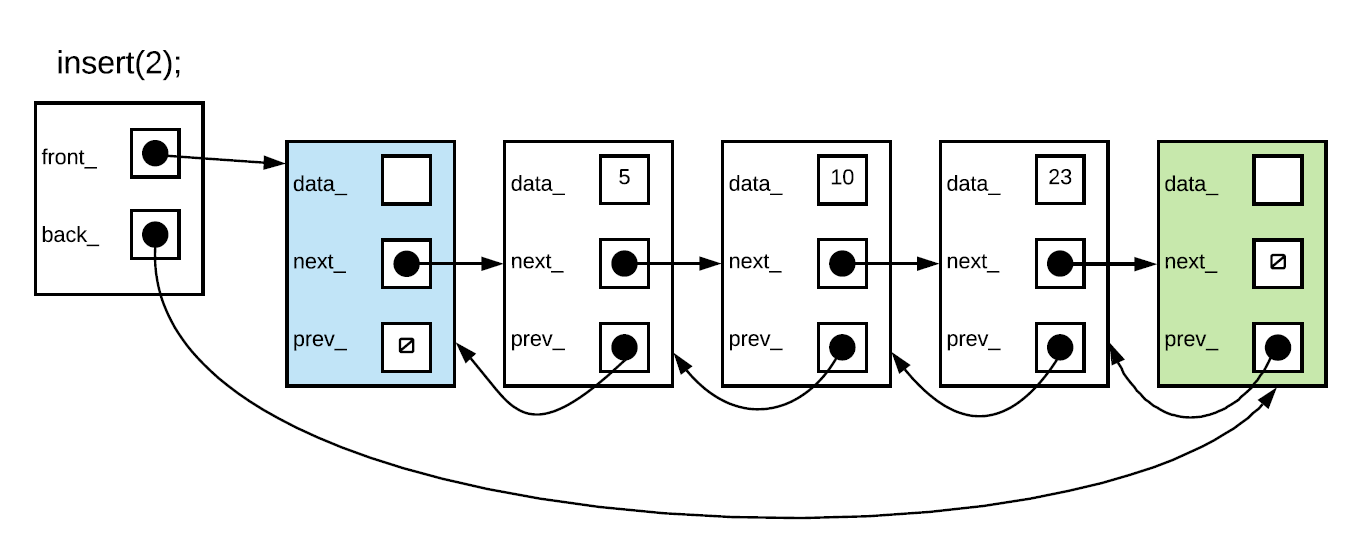 insert(2);
front_
back_
data_
next_
prev_
data_ 5
next_
prev_
data_ 10
next_
prev_
data_ 23
next_
prev_
data_
next_
prev_